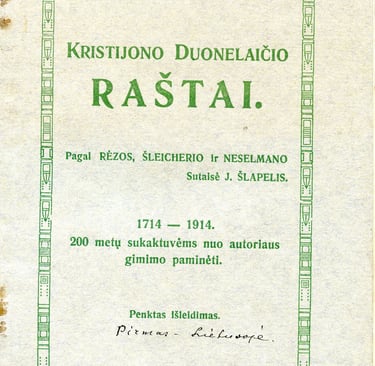 KRISTIJONO DUONELAIČIO
RAŠTAI.
Pagal RĖZOS, ŠLEICHERIO ir NESELMANO
Sutaisė J. ŠLAPELIS.
1714 — 1914.
200 metų sukaktuvėms nuo autoriaus
gimimo paminėti.
Penktas Išleidimas.
Pirmas - Lietuvoje.